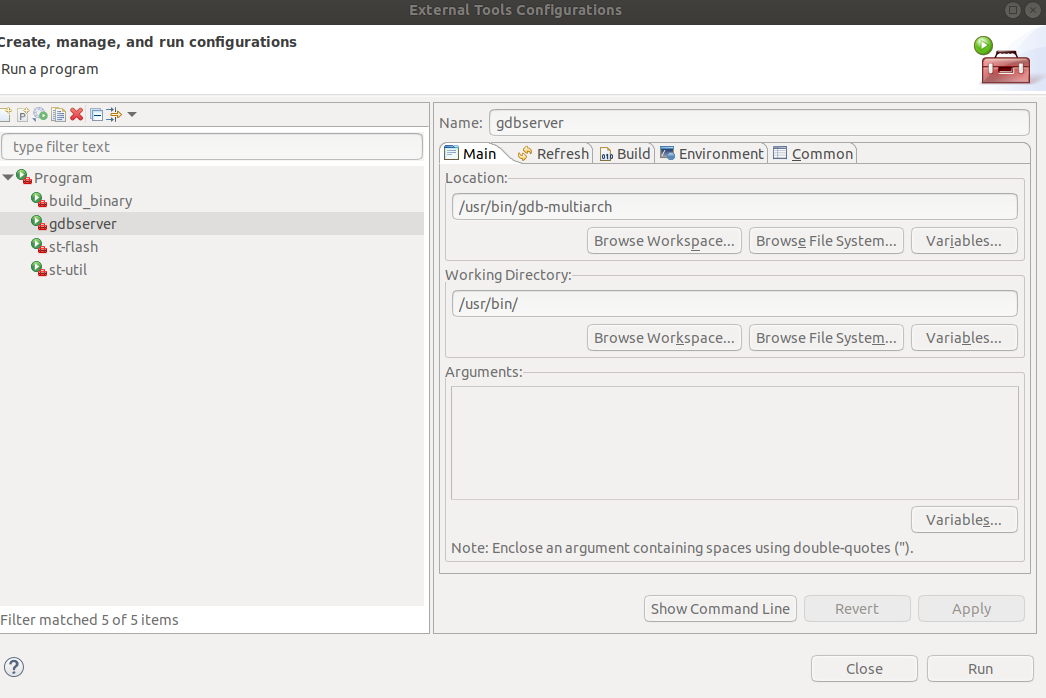 External Tools Configurations
Create, manage, and run configurations
Run a program
type filter text
Program
build_binary
gdbserver
st-flash
st-util
Filter matched 5 of 5 items
Name: gdbserver
Main Refresh Build Environment Common
Location:
/usr/bin/gdb-multiarch
Browse Workspace... Browse File System... Variables...
Working Directory:
/usr/bin/
Browse Workspace... Browse File System... Variables...
Arguments:
Variables...
Note: Enclose an argument containing spaces using double-quotes (").
Show Command Line Revert Apply
Close Run